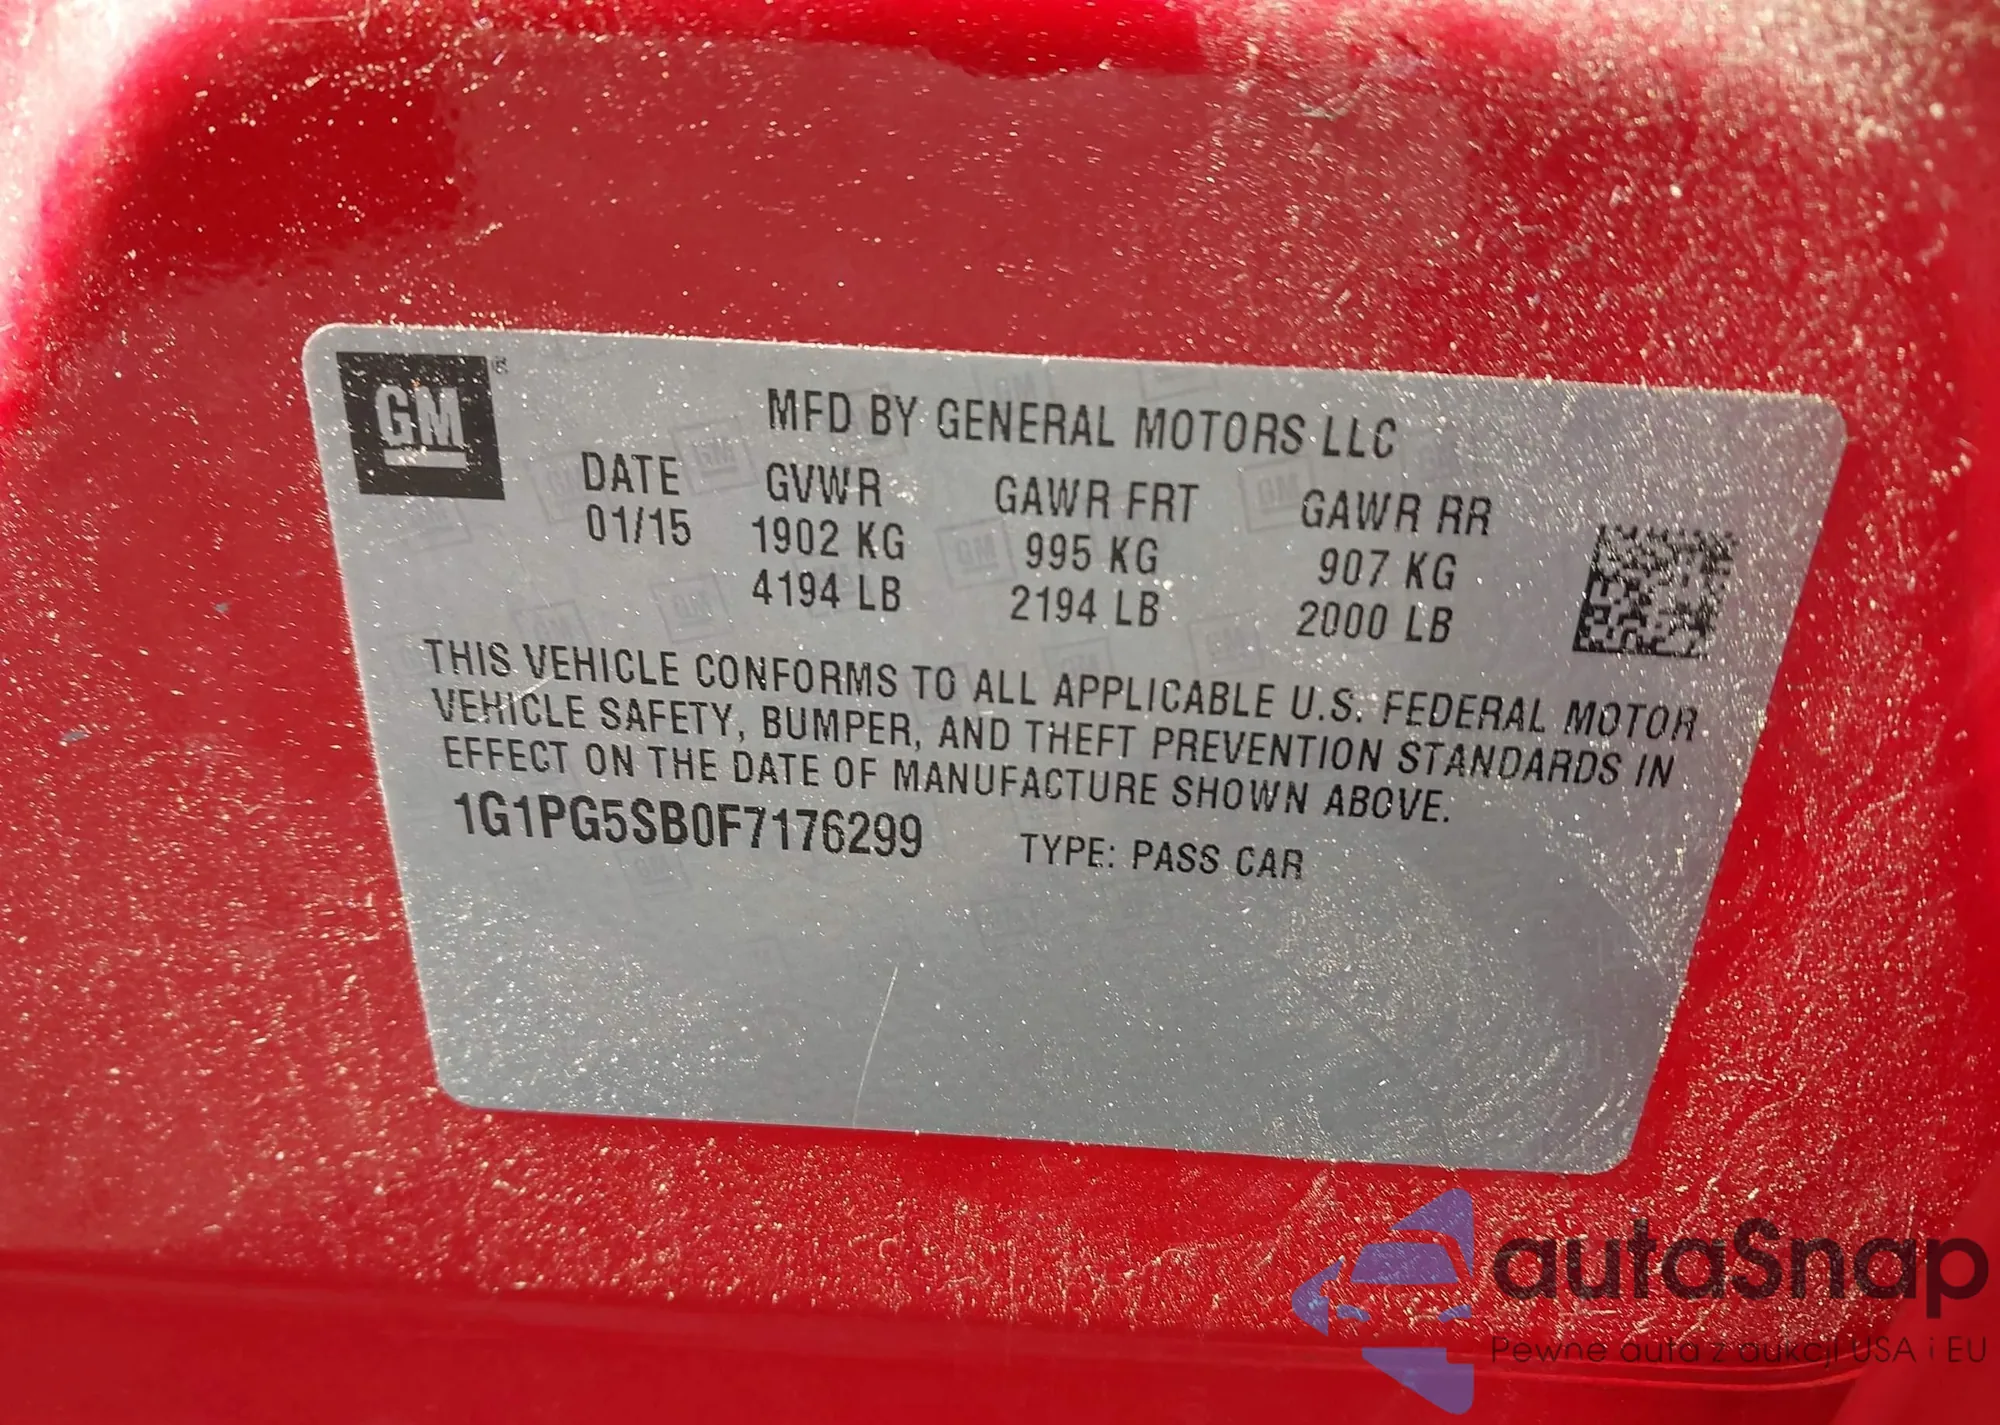 GM
MFD BY GENERAL MOTORS LLC
DATE GVWR GAWR FRT GAWR RR
01/15 1902 KG 995 KG 907 KG
4194 LB 2194 LB 2000 LB
THIS VEHICLE CONFORMS TO ALL APPLICABLE U.S. FEDERAL MOTOR
VEHICLE SAFETY, BUMPER, AND THEFT PREVENTION STANDARDS IN
EFFECT ON THE DATE OF MANUFACTURE SHOWN ABOVE.
1G1PG5SB0F7176299 TYPE: PASS CAR
autaSnap
Pewne auta z aukcji USA i EU